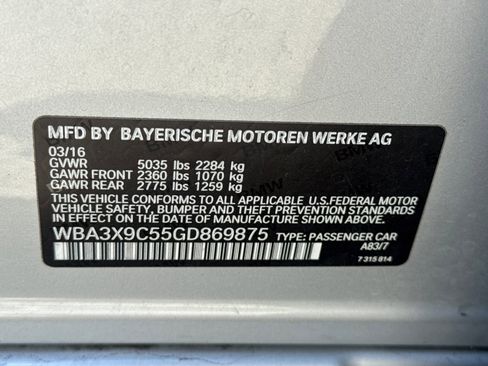 MFD BY BAYERISCHE MOTOREN WERKE AG
03/16
GVWR 5035 lbs 2284 kg
GAWR FRONT 2360 lbs 1070 kg
GAWR REAR 2775 lbs 1259 kg
THIS VEHICLE CONFORMS TO ALL APPLICABLE U.S.FEDERAL MOTOR
VEHICLE SAFETY, BUMPER AND THEFT PREVENTION STANDARDS
IN EFFECT ON THE DATE OF MANUFACTURE SHOWN ABOVE.
WBA3X9C55GD869875 TYPE: PASSENGER CAR
A83/7
7 315 814